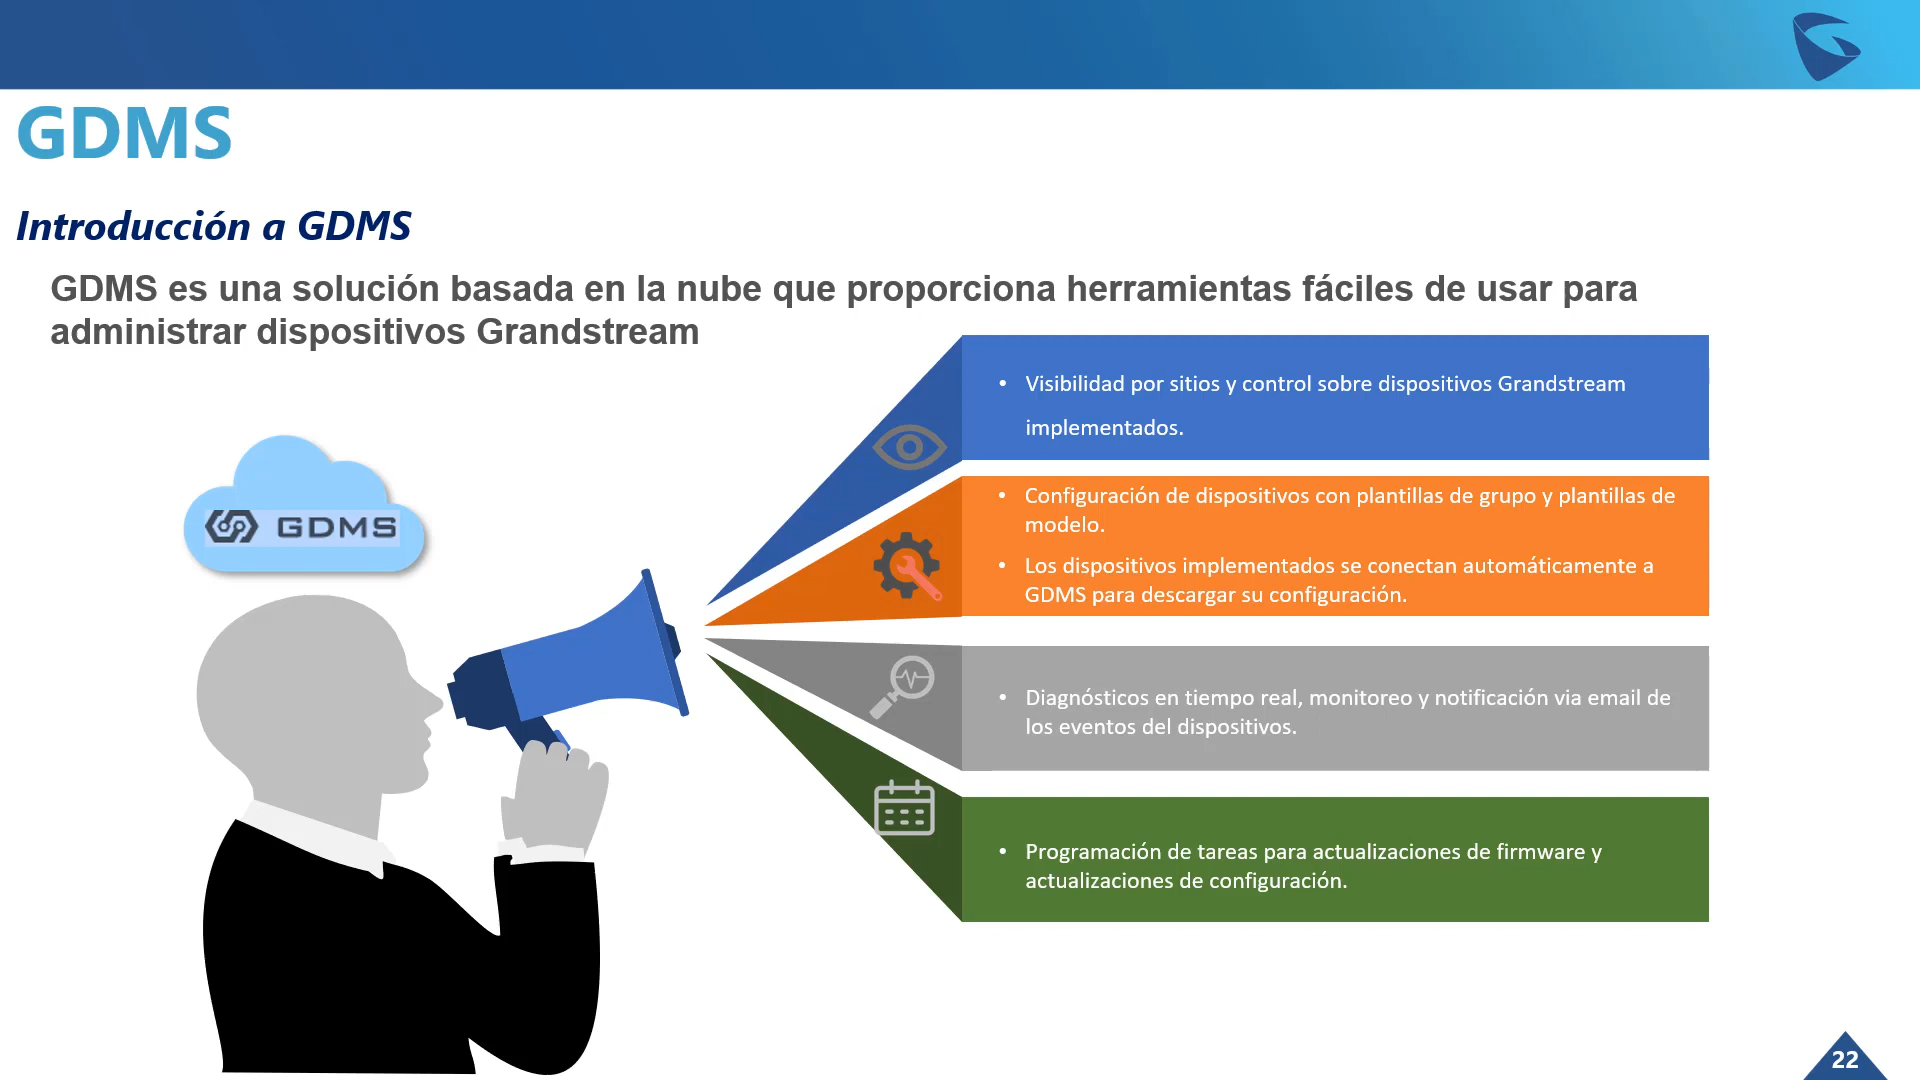 GDMS
Introducción a GDMS
GDMS es una solución basada en la nube que proporciona herramientas fáciles de usar para
administrar dispositivos Grandstream
• Visibilidad por sitios y control sobre dispositivos Grandstream
implementados.
GDMS
• Configuración de dispositivos con plantillas de grupo y plantillas de
modelo.
• Los dispositivos implementados se conectan automáticamente a
GDMS para descargar su configuración.
• Diagnósticos en tiempo real, monitoreo y notificación via email de
los eventos del dispositivos.
• Programación de tareas para actualizaciones de firmware y
actualizaciones de configuración.
22